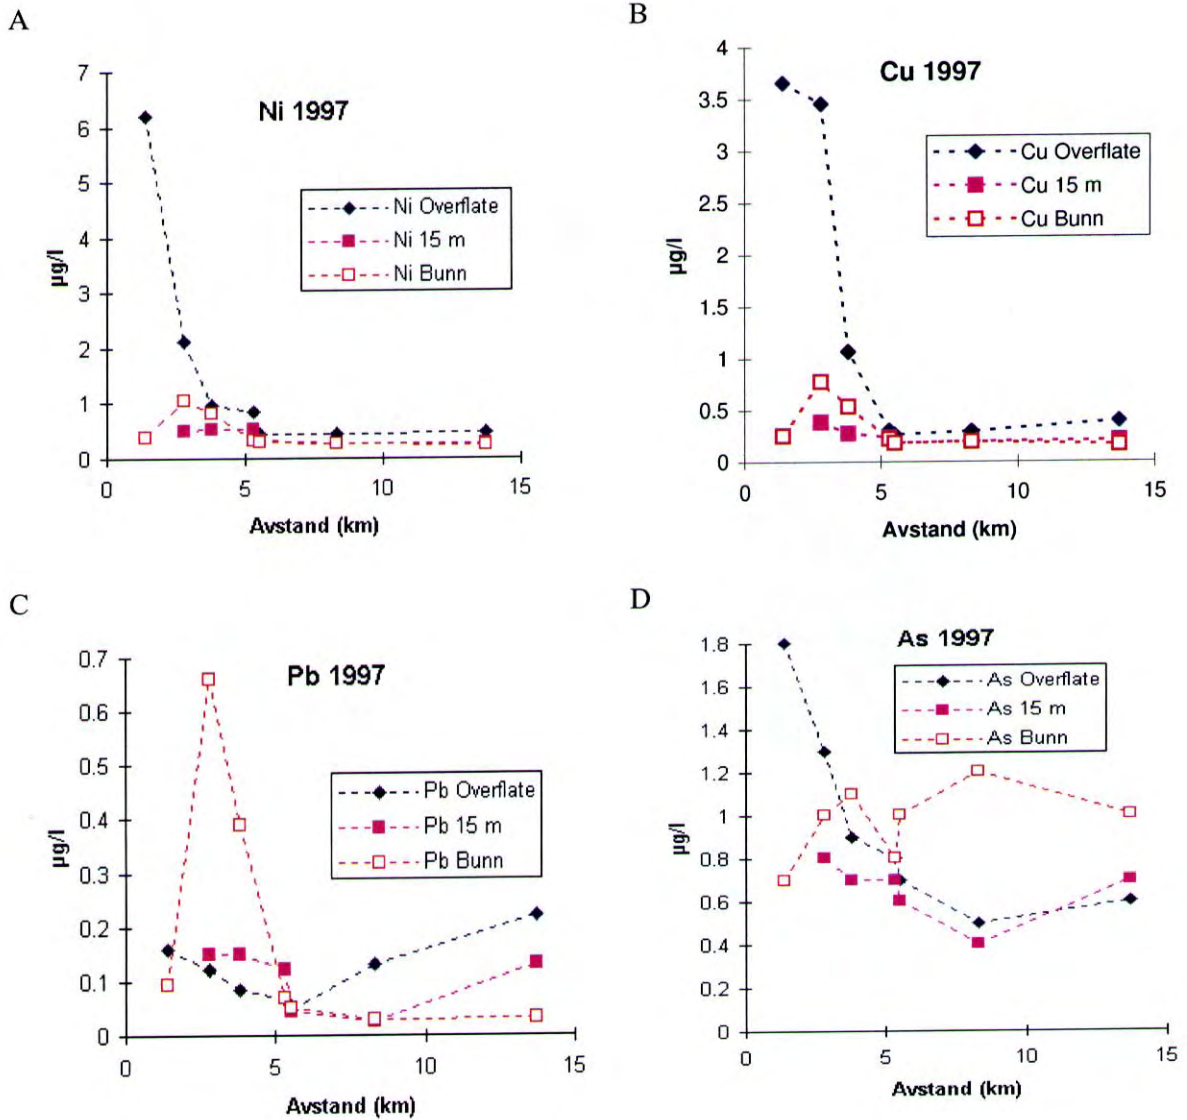 A
Ni 1997
7
6
5
4
3
2
1
0
µg/l
Ni Overflate
Ni 15 m
Ni Bunn
0 5 10 15
Avstand (km)
B
Cu 1997
4
3.5
3
2.5
2
1.5
1
0.5
0
µg/l
Cu Overflate
Cu 15 m
Cu Bunn
0 5 10 15
Avstand (km)
C
Pb 1997
0.7
0.6
0.5
0.4
0.3
0.2
0.1
0
µg/l
Pb Overflate
Pb 15 m
Pb Bunn
0 5 10 15
Avstand (km)
D
As 1997
1.8
1.6
1.4
1.2
1
0.8
0.6
0.4
0.2
0
µg/l
As Overflate
As 15 m
As Bunn
0 5 10 15
Avstand (km)